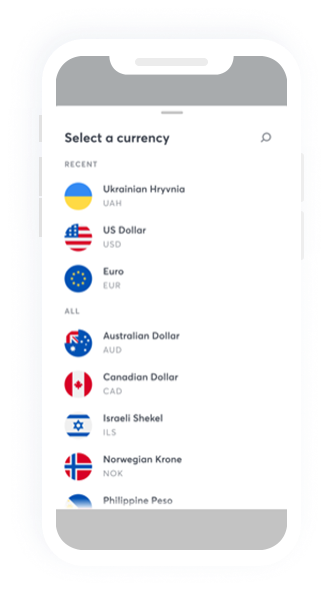 Select a currency
RECENT
Ukrainian Hryvnia
UAH
US Dollar
USD
Euro
EUR
ALL
Australian Dollar
AUD
Canadian Dollar
CAD
Israeli Shekel
ILS
Norwegian Krone
NOK
Philippine Peso